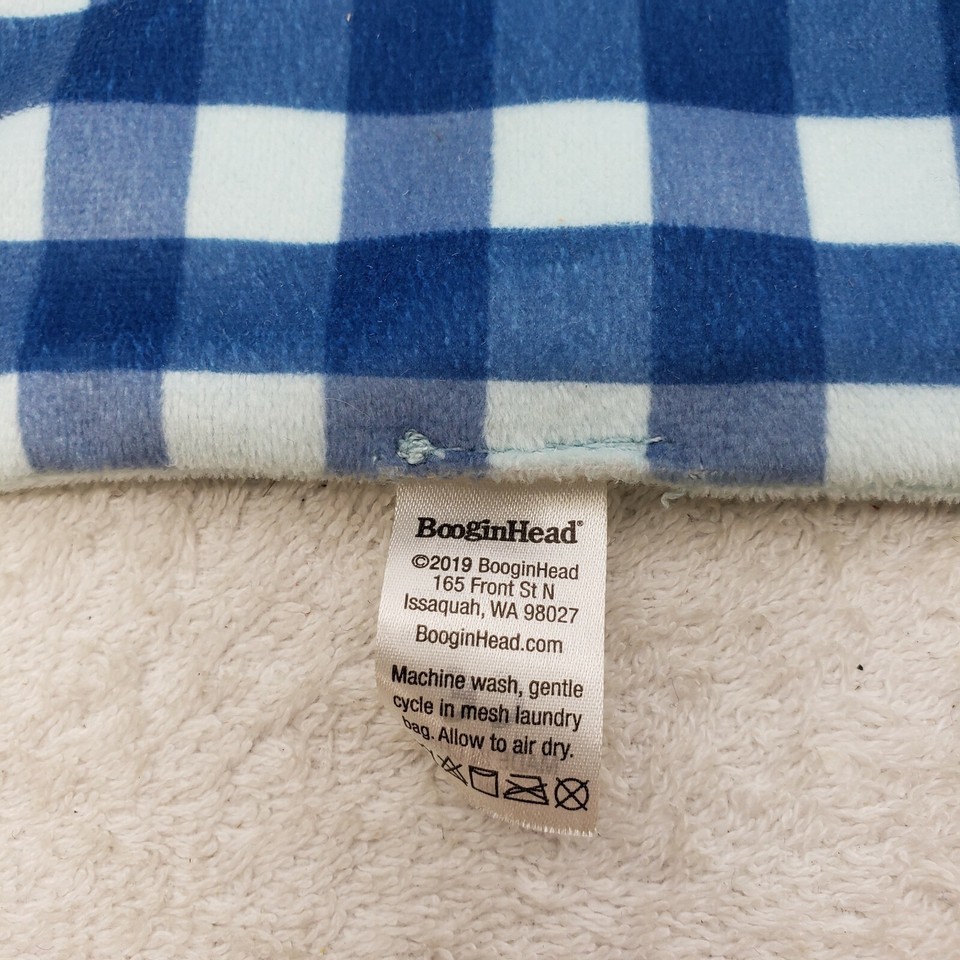 BooginHead®
©2019 BooginHead
165 Front St N
Issaquah, WA 98027
BooginHead.com
Machine wash, gentle
cycle in mesh laundry
bag. Allow to air dry.